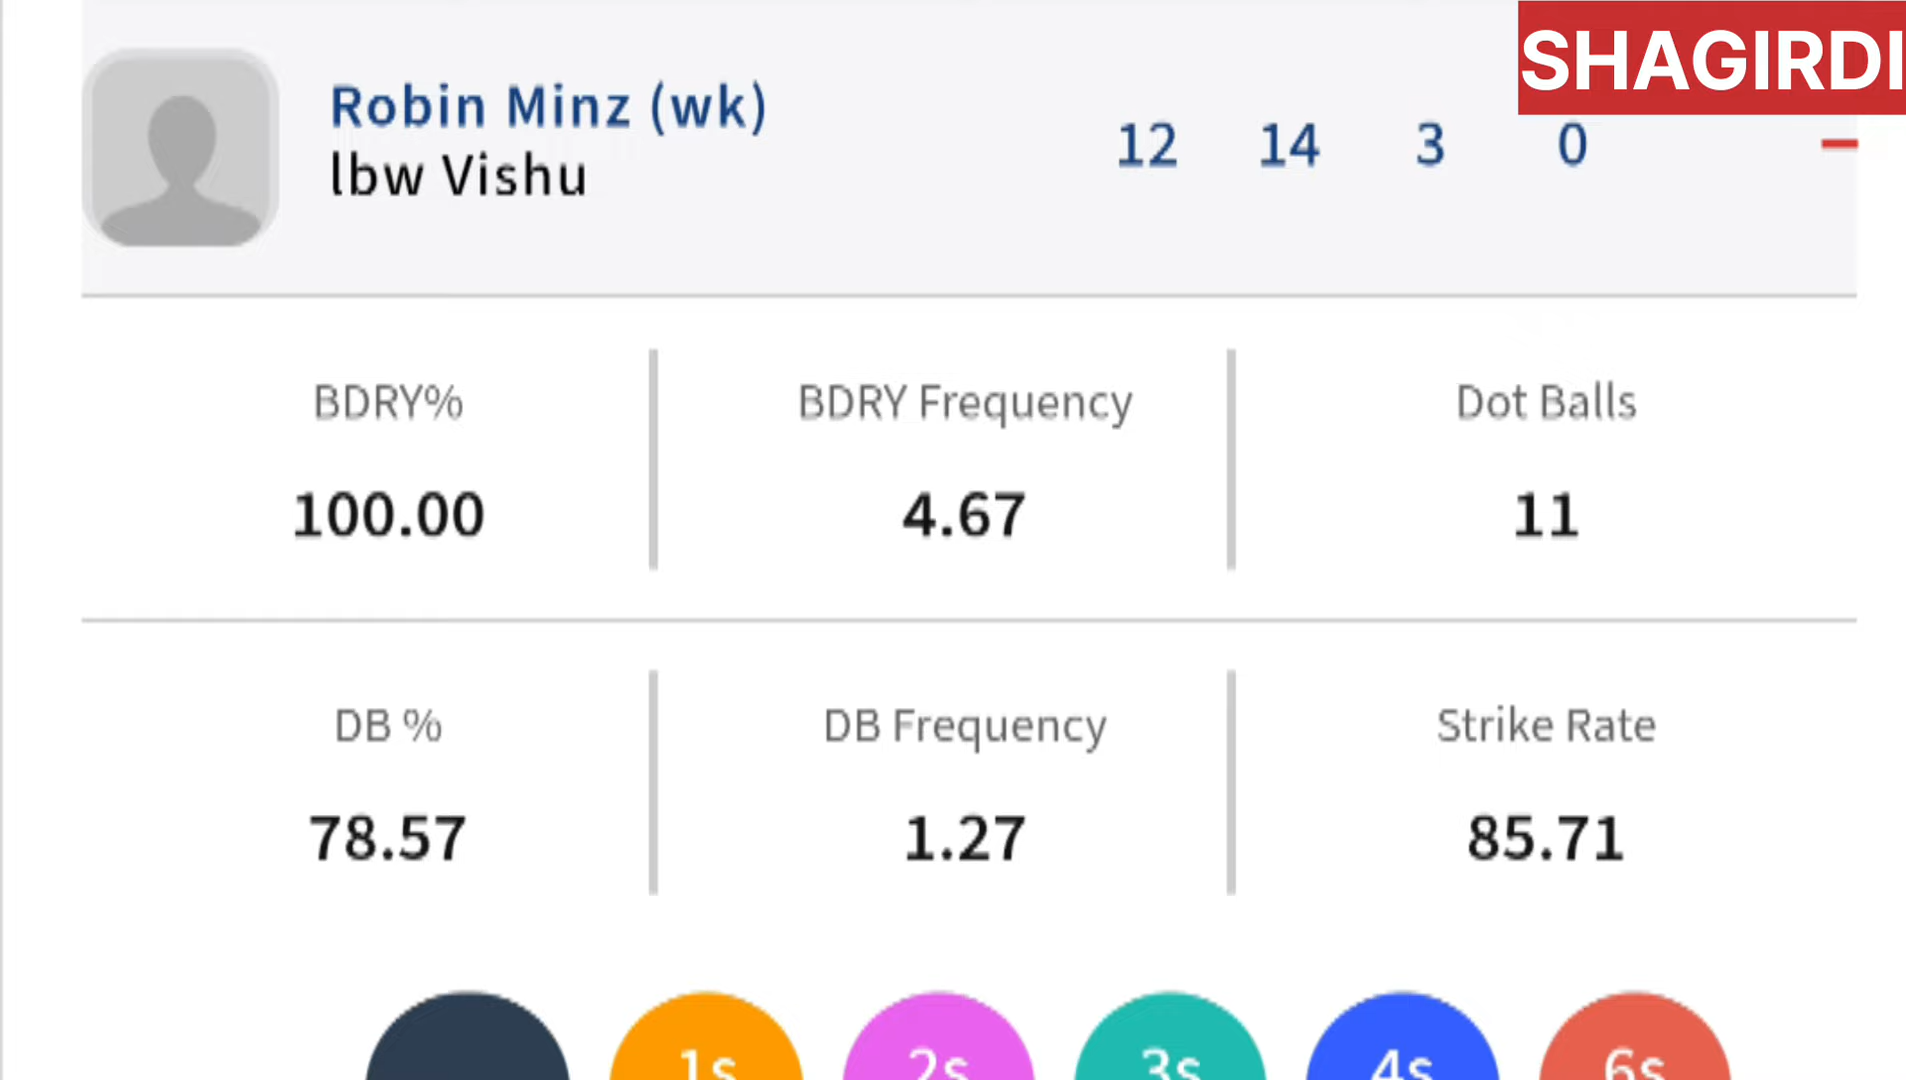 SHAGIRDI
Robin Minz (wk)
lbw Vishu
12 14 3 0
BDRY% BDRY Frequency Dot Balls
100.00 4.67 11
DB % DB Frequency Strike Rate
78.57 1.27 85.71
1s 2s 3s 4s 6s